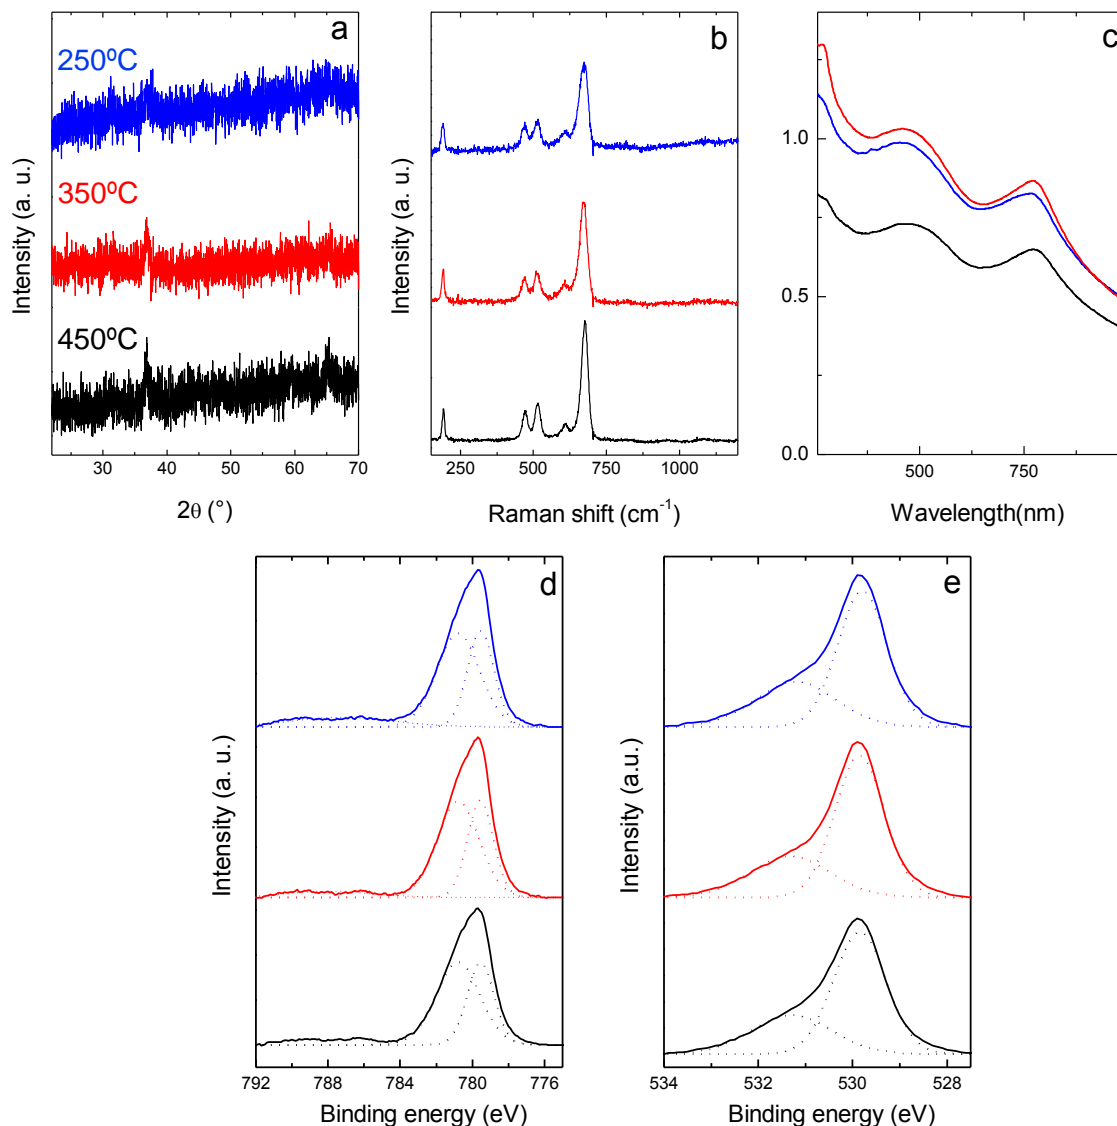 a
250ºC
350ºC
450ºC
Intensity (a. u.)
30 40 50 60 70
2θ (°)
b
Intensity (a. u.)
250 500 750 1000
Raman shift (cm⁻¹)
c
1.0
0.5
0.0
500 750
Wavelength(nm)
d
Intensity (a. u.)
792 788 784 780 776
Binding energy (eV)
e
Intensity (a.u.)
534 532 530 528
Binding energy (eV)